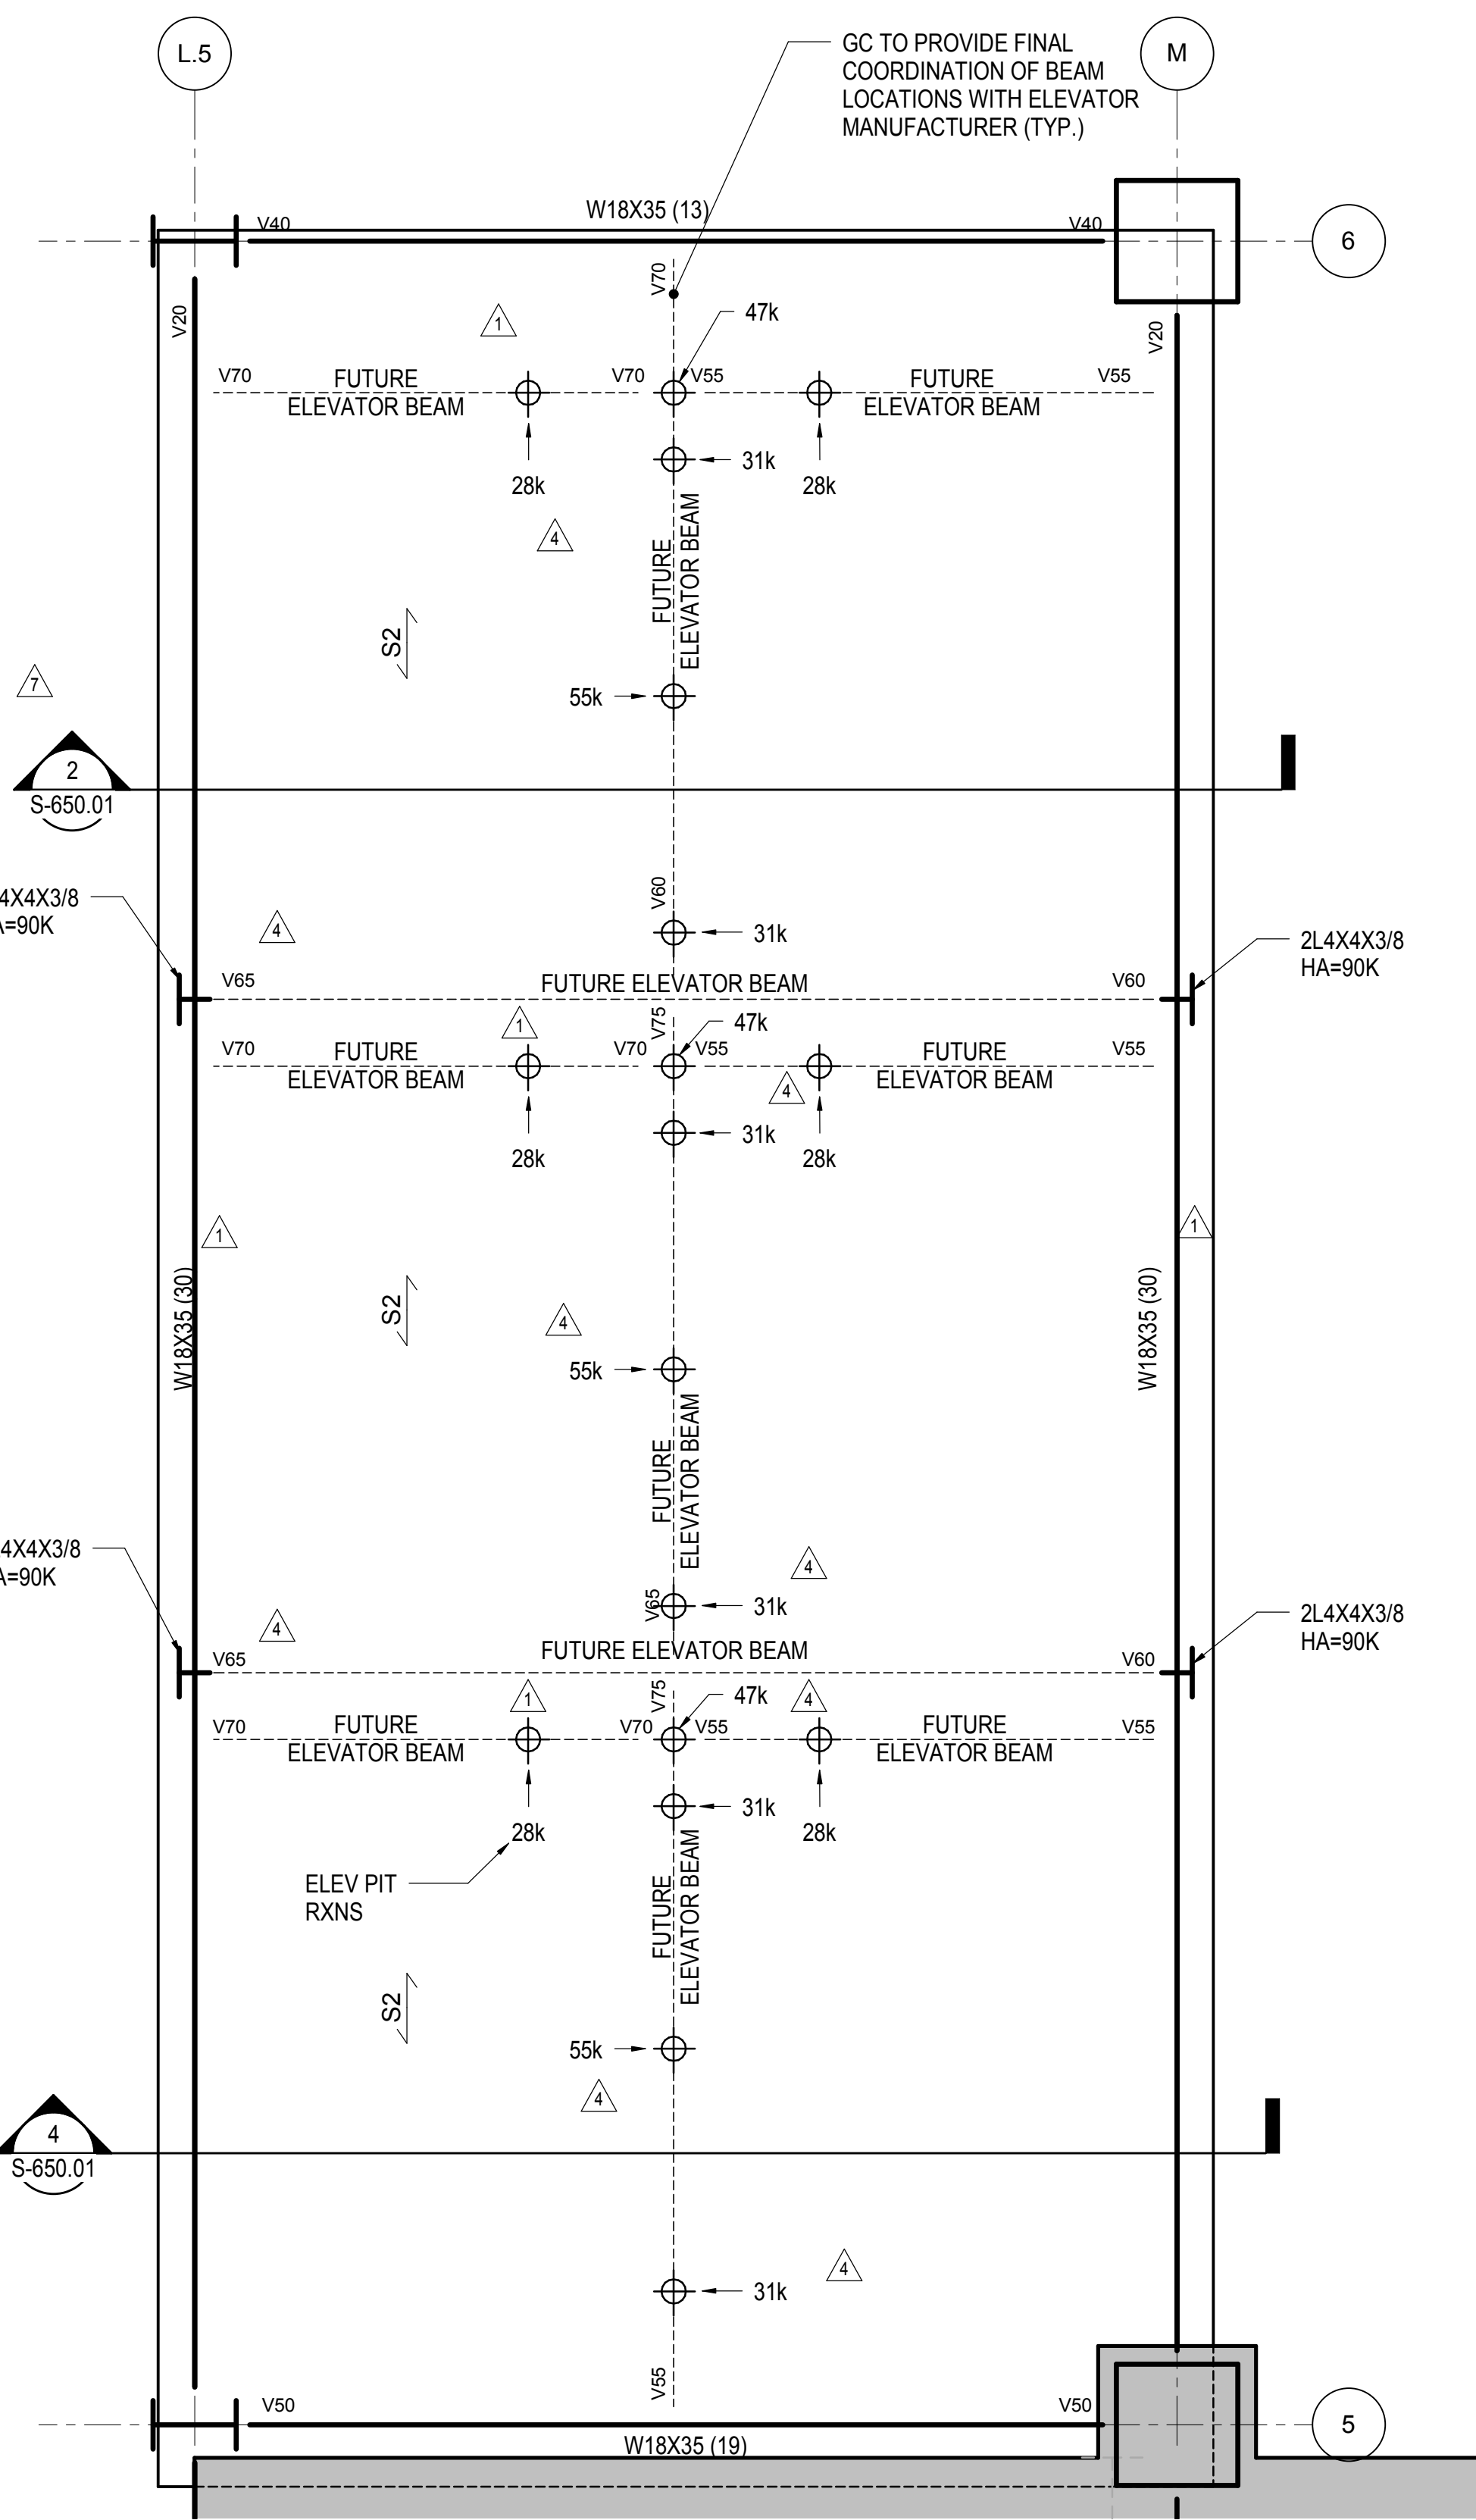 L.5
M
GC TO PROVIDE FINAL
COORDINATION OF BEAM
LOCATIONS WITH ELEVATOR
MANUFACTURER (TYP.)
W18X35 (13)
V40
V40
6
V20
V70
V20
1
47k
V70
FUTURE
ELEVATOR BEAM
V70
V55
FUTURE
ELEVATOR BEAM
V55
28k
31k
28k
4
FUTURE
ELEVATOR BEAM
S2
7
55k
2
S-650.01
4X4X3/8
A=90K
4
V60
31k
2L4X4X3/8
HA=90K
V65
FUTURE ELEVATOR BEAM
V60
1
V75
47k
V70
FUTURE
ELEVATOR BEAM
V70
V55
FUTURE
ELEVATOR BEAM
V55
4
28k
31k
28k
1
1
W18X35 (30)
S2
4
W18X35 (30)
55k
FUTURE
ELEVATOR BEAM
4X4X3/8
A=90K
4
4
V65
31k
2L4X4X3/8
HA=90K
V65
FUTURE ELEVATOR BEAM
V60
1
V75
47k
4
V70
FUTURE
ELEVATOR BEAM
V70
V55
FUTURE
ELEVATOR BEAM
V55
28k
31k
28k
ELEV PIT
RXNS
FUTURE
ELEVATOR BEAM
S2
55k
4
4
S-650.01
4
31k
V55
V50
V50
5
W18X35 (19)